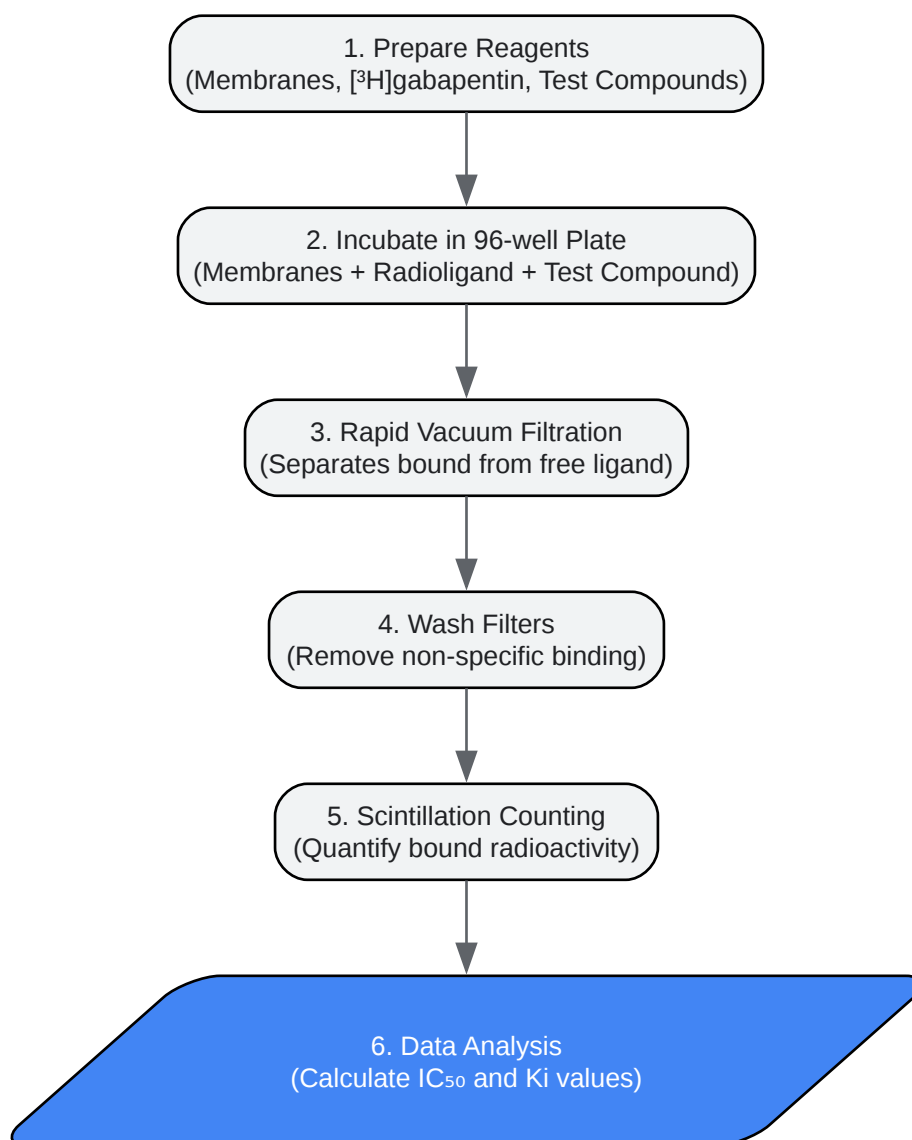 1. Prepare Reagents
(Membranes, [³H]gabapentin, Test Compounds)
2. Incubate in 96-well Plate
(Membranes + Radioligand + Test Compound)
3. Rapid Vacuum Filtration
(Separates bound from free ligand)
4. Wash Filters
(Remove non-specific binding)
5. Scintillation Counting
(Quantify bound radioactivity)
6. Data Analysis
(Calculate IC₅₀ and Ki values)